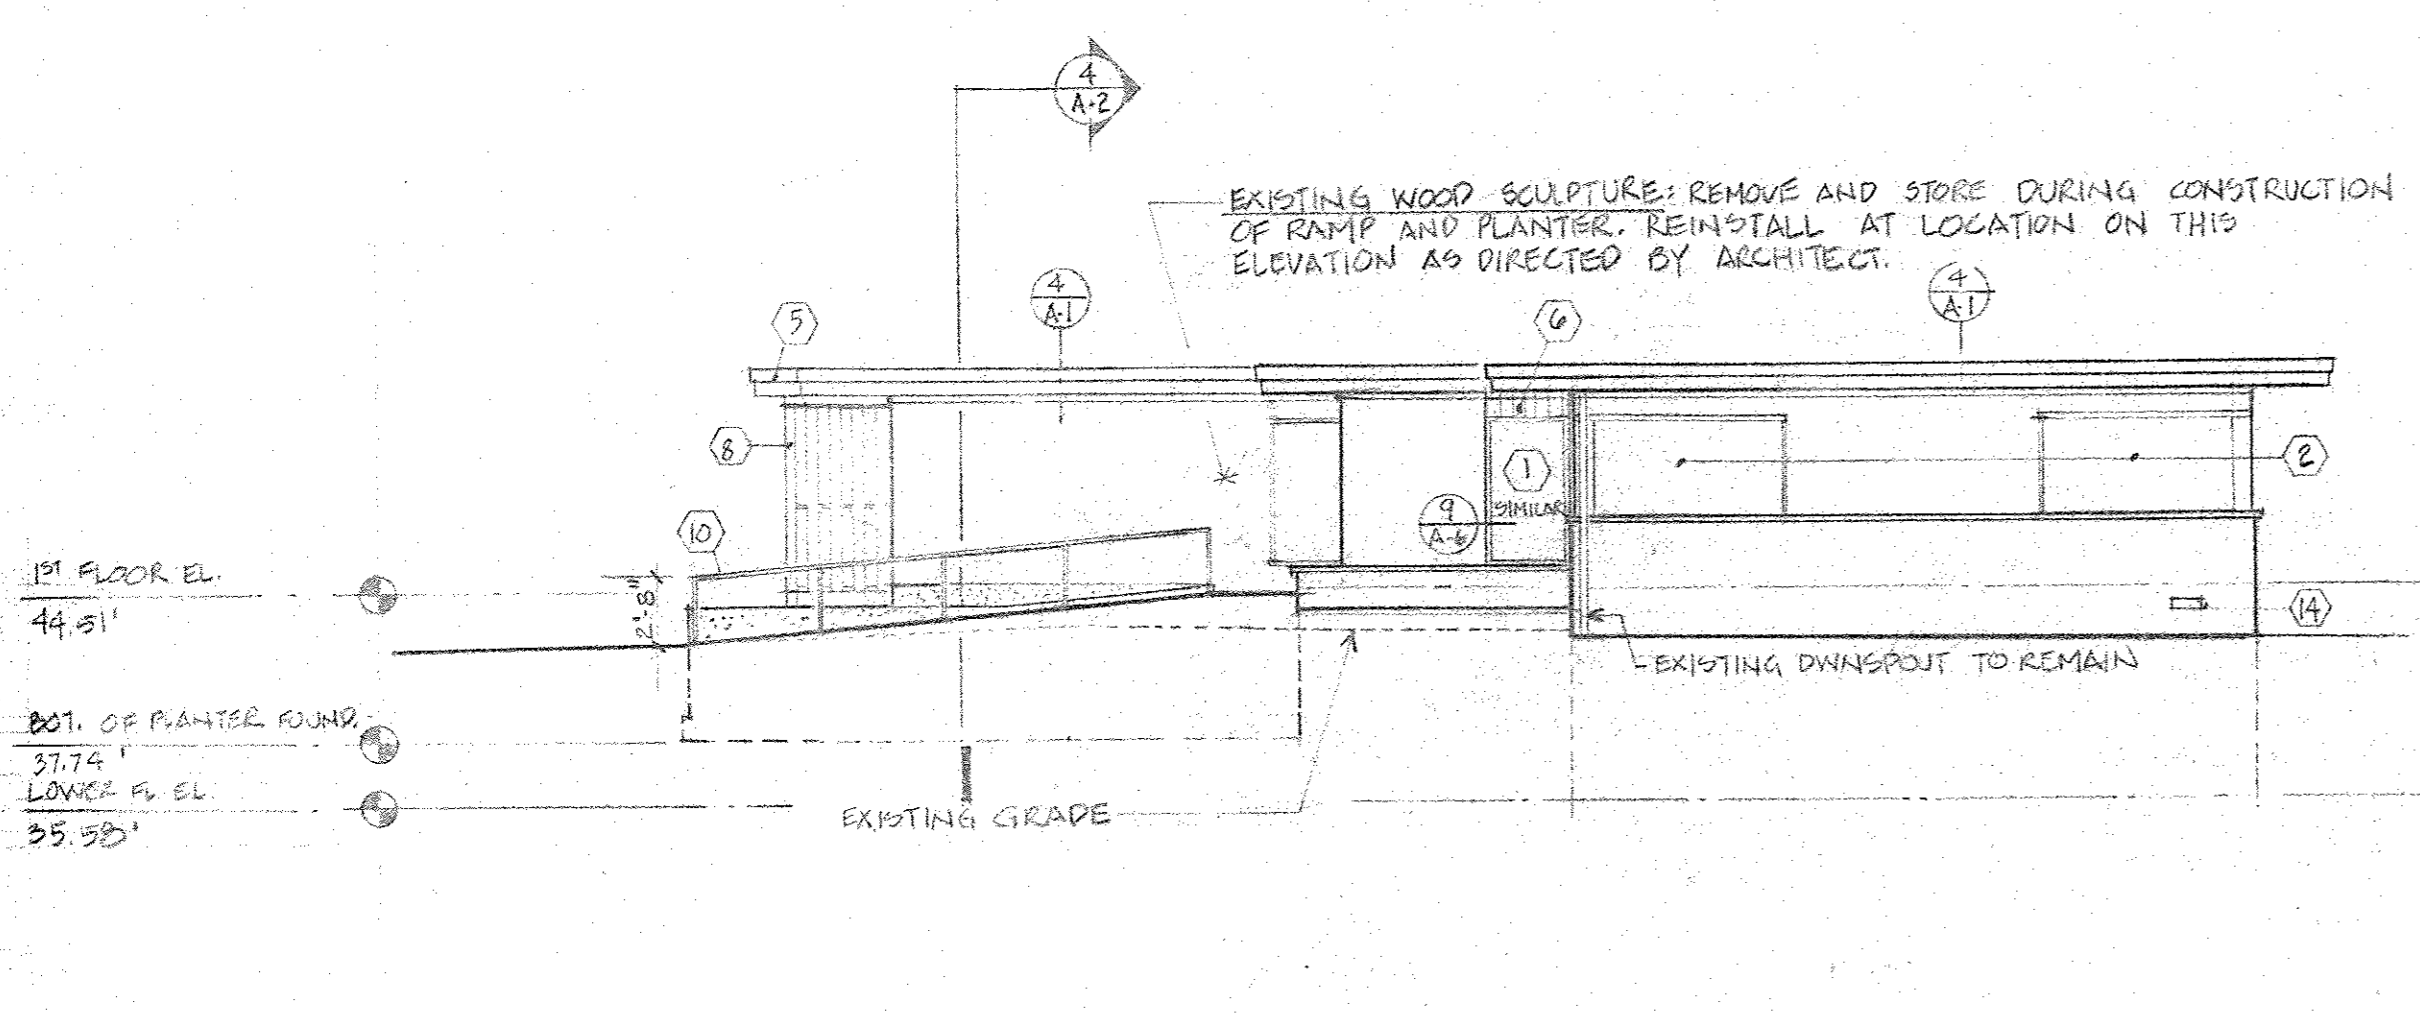 4
A-2
EXISTING WOOD SCULPTURE: REMOVE AND STORE DURING CONSTRUCTION
OF RAMP AND PLANTER. REINSTALL AT LOCATION ON THIS
ELEVATION AS DIRECTED BY ARCHITECT.
4
A-1
4
A-1
5
6
8
1
SIMILAR
2
9
A-6
10
1ST FLOOR EL.
44.51'
2'-8"
14
EXISTING DWNSPOUT TO REMAIN
BOT. OF PLANTER FOUND.
37.74'
LOWER FL EL.
35.58'
EXISTING GRADE